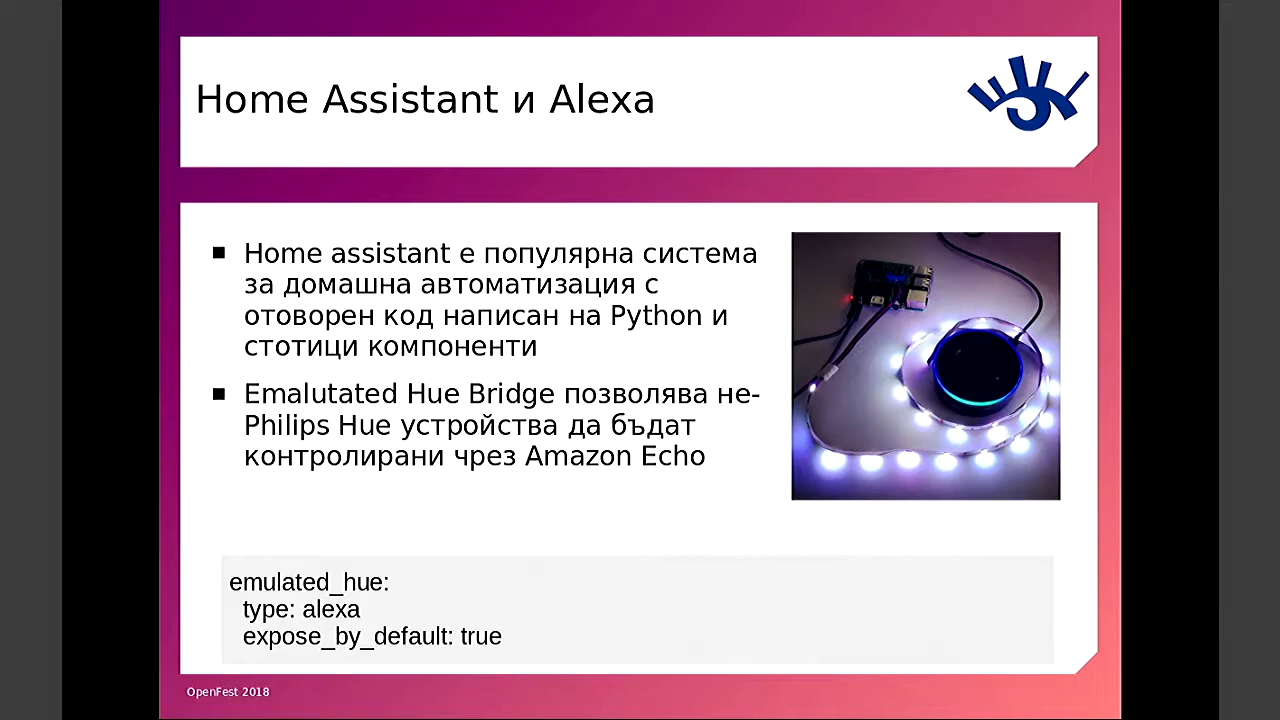 Home Assistant и Alexa
Home assistant е популярна система
за домашна автоматизация с
отоворен код написан на Python и
стотици компоненти
Emalutated Hue Bridge позволява не-
Philips Hue устройства да бъдат
контролирани чрез Amazon Echo
emulated_hue:
type: alexa
expose_by_default: true
OpenFest 2018